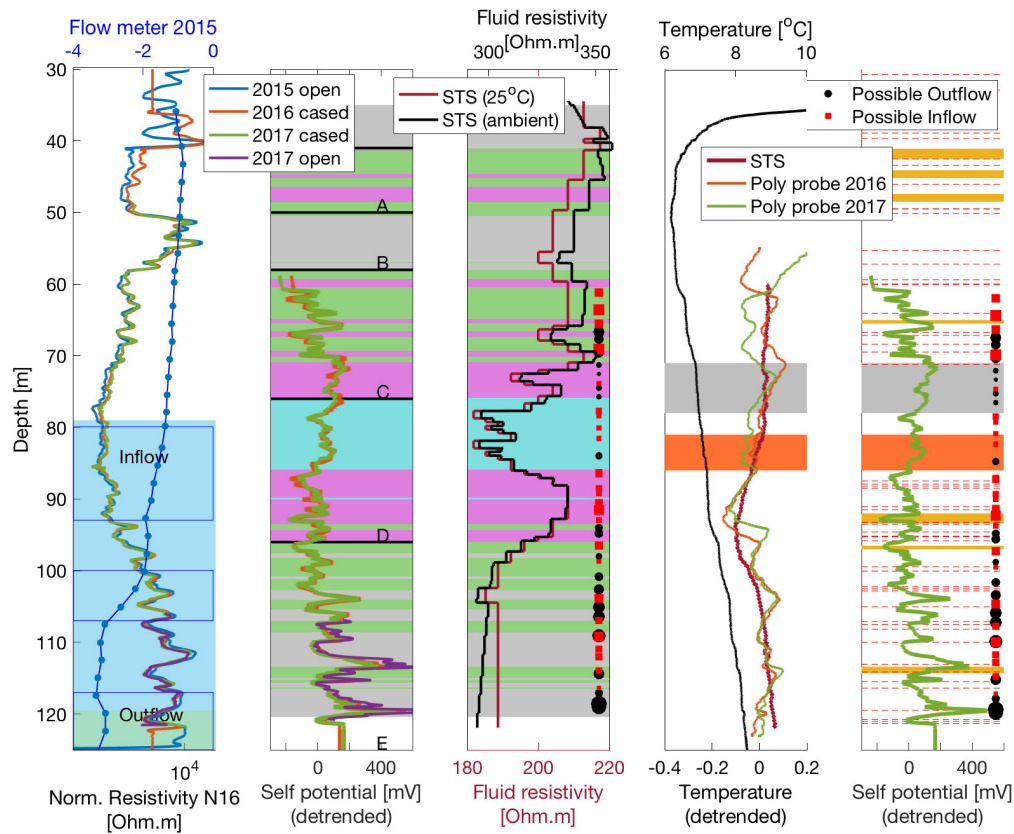 Flow meter 2015
-4 -2 0
Fluid resistivity
[Ohm.m]
300 350
Temperature [°C]
6 8 10
30
40
50
60
70
80
90
100
110
120
Depth [m]
2015 open
2016 cased
2017 cased
2017 open
STS (25°C)
STS (ambient)
Possible Outflow
Possible Inflow
STS
Poly probe 2016
Poly probe 2017
A
B
C
D
E
Inflow
Outflow
10⁴
Norm. Resistivity N16
[Ohm.m]
0 400
Self potential [mV]
(detrended)
180 200 220
Fluid resistivity
[Ohm.m]
-0.4 -0.2 0 0.2
Temperature
(detrended)
0 400
Self potential [mV]
(detrended)